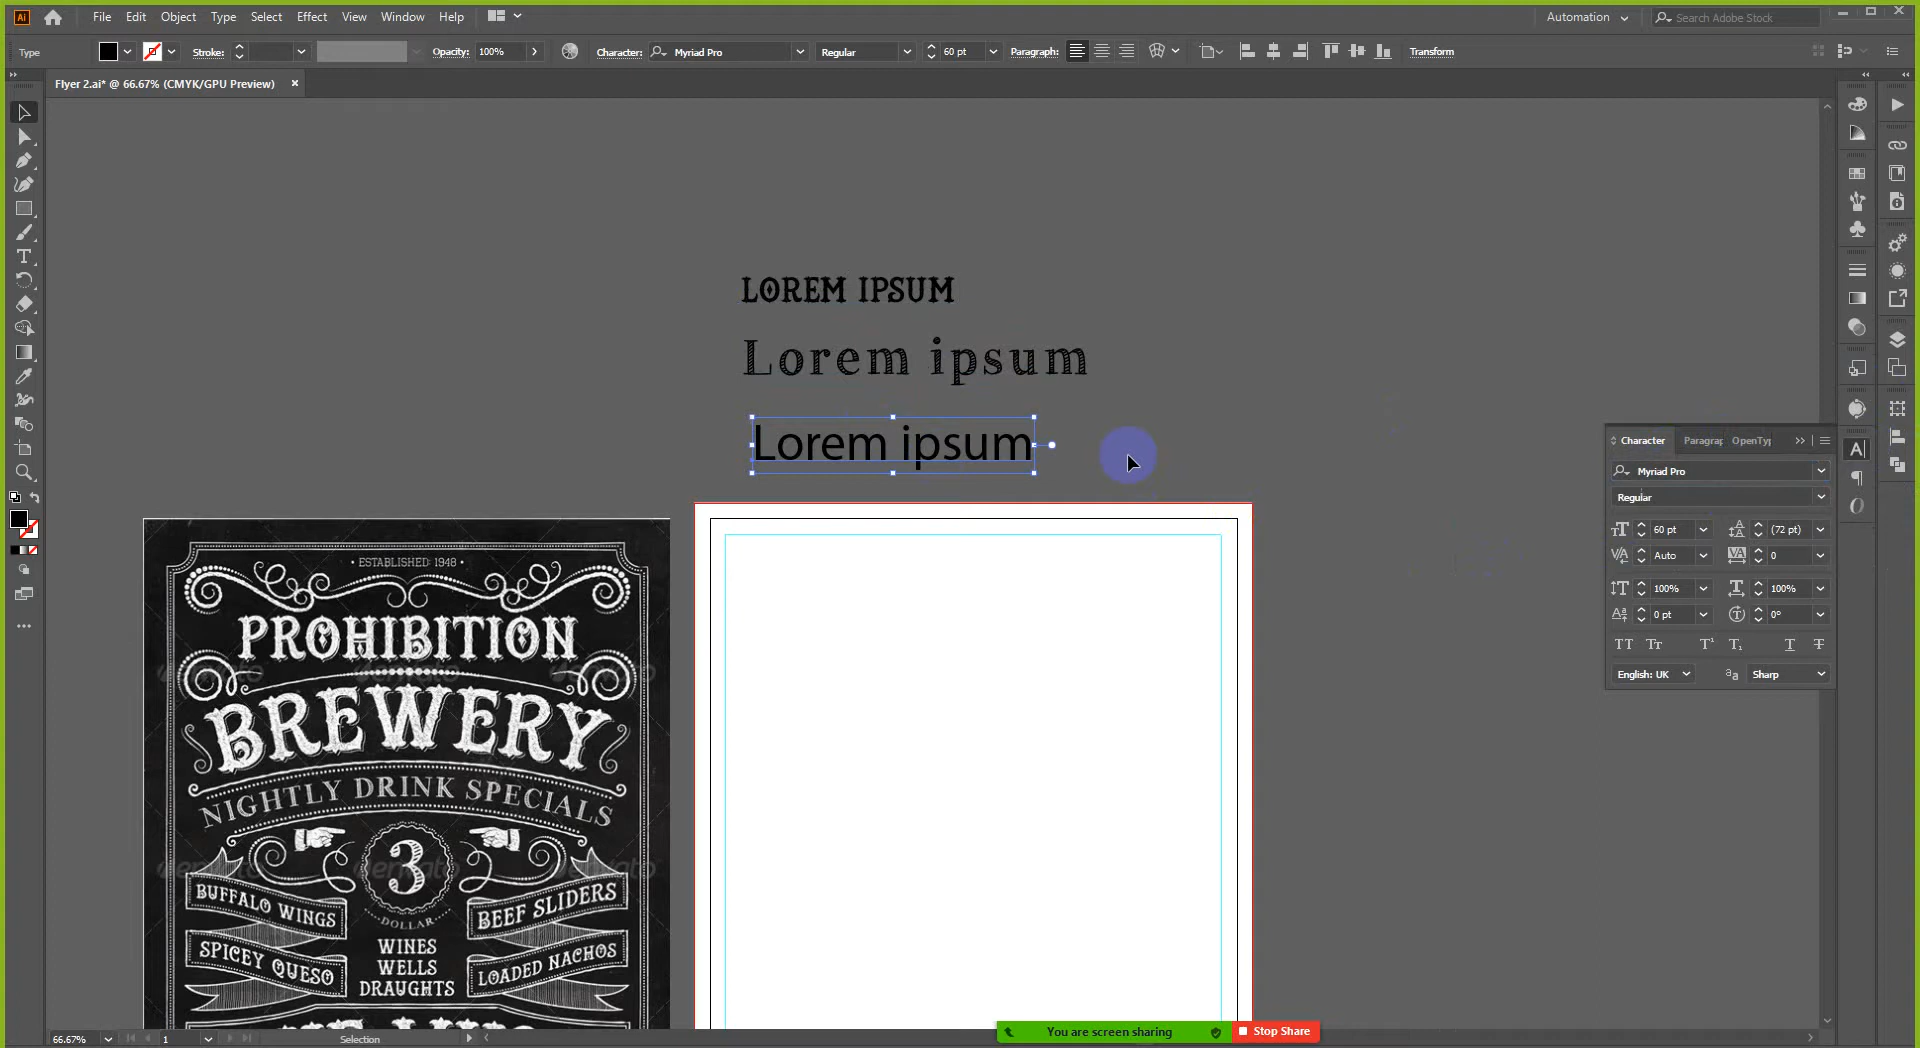 Ai File Edit Object Type Select Effect View Window Help Automation Search Adobe Stock
Type Stroke: Opacity: 100% Character: Myriad Pro Regular 60 pt Paragraph: Transform
Flyer 2.ai* @ 66.67% (CMYK/GPU Preview) ×
LOREM IPSUM
Lorem ipsum
Lorem ipsum
Character Paragrap OpenTyp
Myriad Pro
Regular
60 pt (72 pt)
Auto 0
100% 100%
0 pt 0°
English: UK Sharp
• ESTABLISHED: 1948 •
PROHIBITION
BREWERY
NIGHTLY DRINK SPECIALS
3
DOLLAR
BUFFALO WINGS
BEEF SLIDERS
SPICEY QUESO
WINES
WELLS
DRAUGHTS
LOADED NACHOS
You are screen sharing Stop Share
66.67% 1 Selection